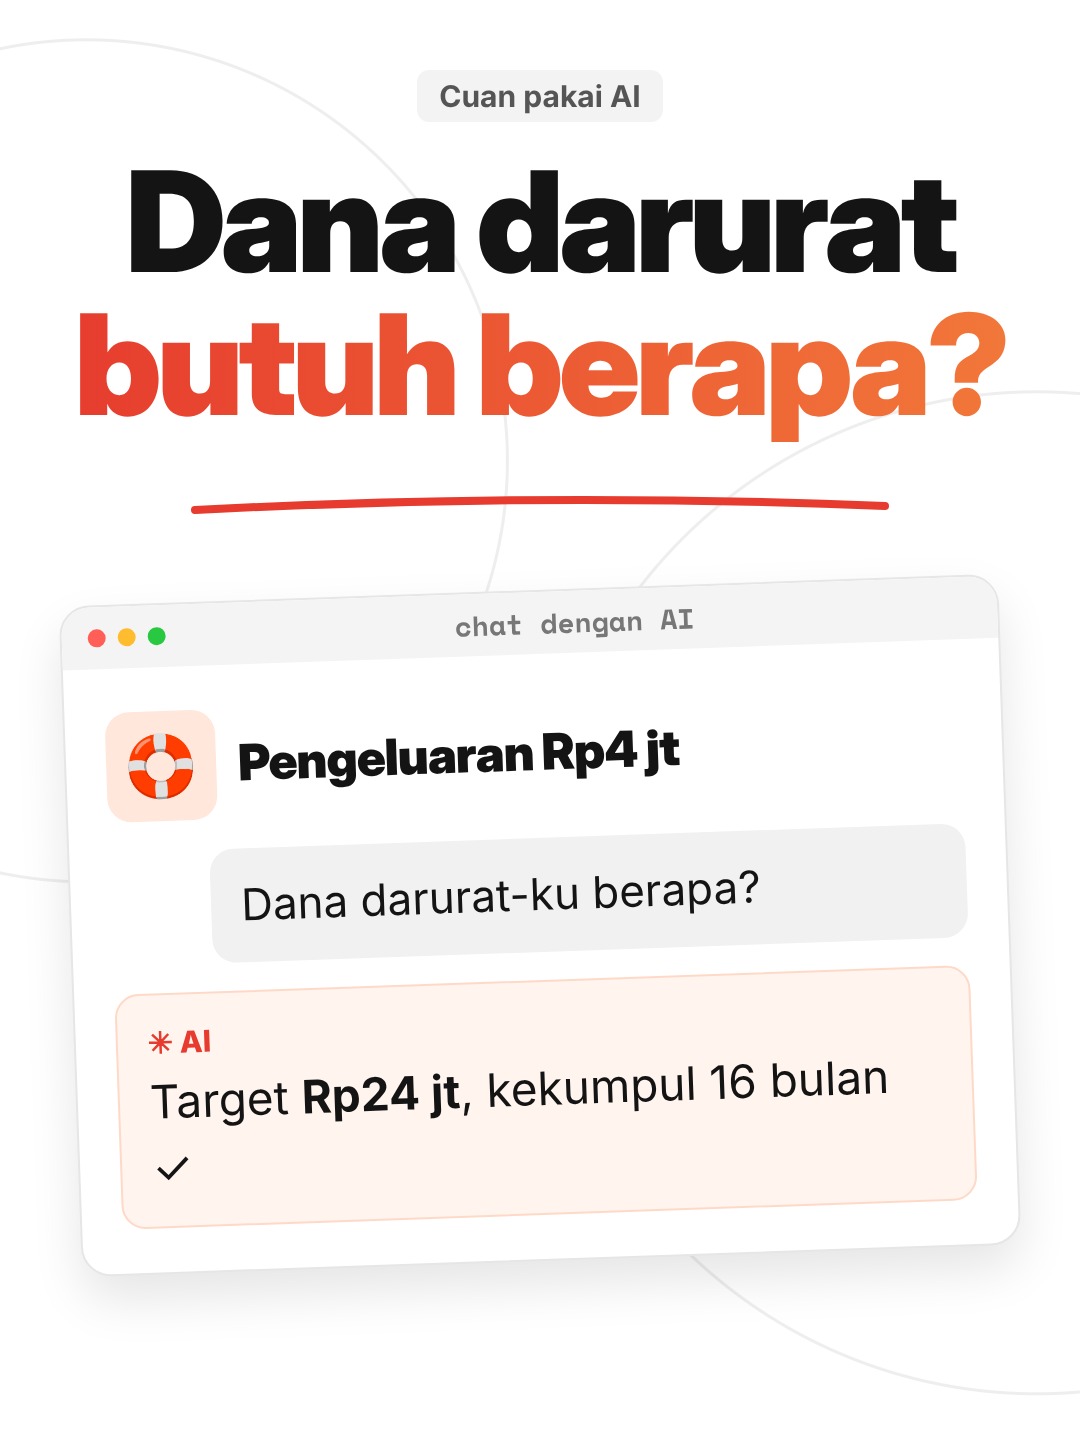 Cuan pakai AI
Dana darurat
butuh berapa?
chat dengan AI
Pengeluaran Rp4 jt
Dana darurat-ku berapa?
✳ AI
Target Rp24 jt, kekumpul 16 bulan
✓